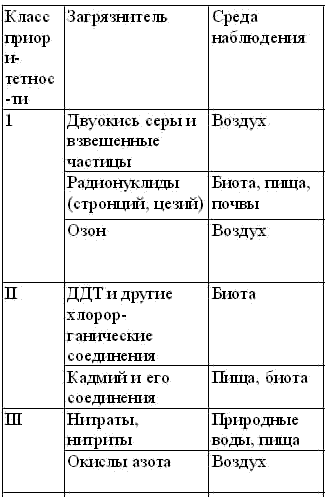 Класс приор и- тетнос -ти
Загрязнитель
Среда наблюдения
1
Двуокись серы и взвешенные частицы
Воздух
Радионуклиды (стронций, цезий)
Биота, пища, почвы
Озон
Воздух
II
ДДТ и другие хлорор- ганические соединения
Биота
Кадмий и его соединения
Пища, биота
III
Нитраты, нитриты
Природные воды, пища
Окислы азота
Воздух